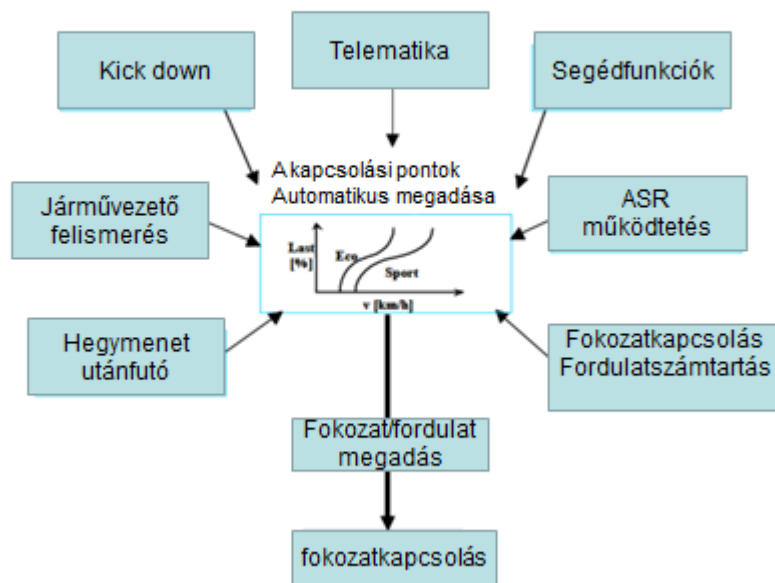 Kick down
Telematika
Segédfunkciók
A kapcsolási pontok
Automatikus megadása
Járművezető
felismerés
ASR
működtetés
Last
[%]
Eco
Sport
v [km/h]
Hegymenet
utánfutó
Fokozatkapcsolás
Fordulatszámtartás
Fokozat/fordulat
megadás
fokozatkapcsolás